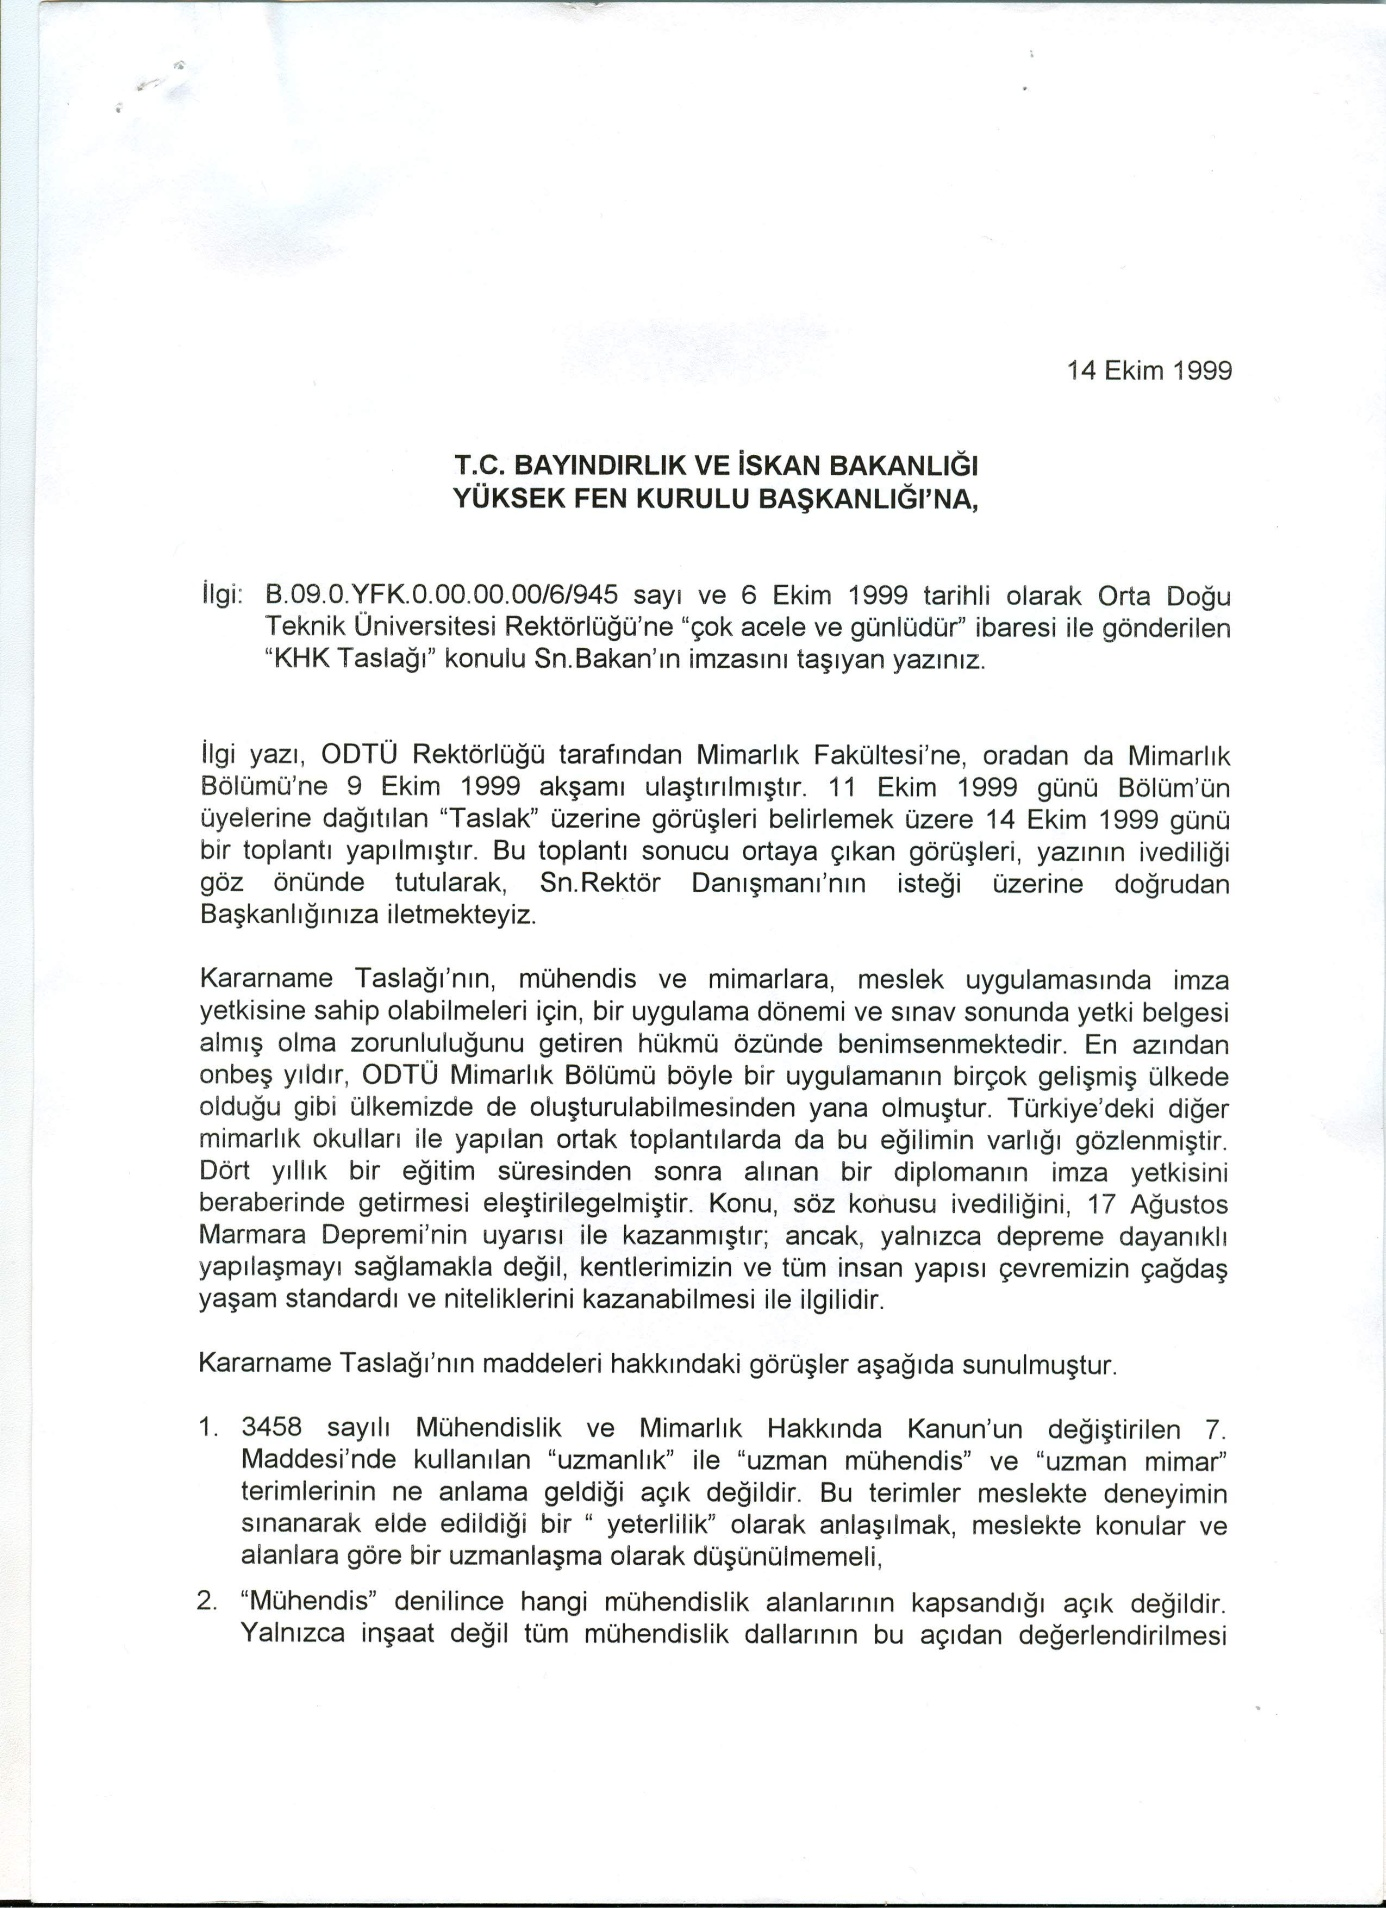 14 Ekim 1999
T.C. BAYINDIRLIK VE İSKAN BAKANLIĞI
YÜKSEK FEN KURULU BAŞKANLIĞI'NA,
İlgi: B.09.0.YFK.0.00.00.00/6/945 sayı ve 6 Ekim 1999 tarihli olarak Orta Doğu
Teknik Üniversitesi Rektörlüğü'ne “çok acele ve günlüdür” ibaresi ile gönderilen
“KHK Taslağı” konulu Sn.Bakan'ın imzasını taşıyan yazınız.
İlgi yazı, ODTÜ Rektörlüğü tarafından Mimarlık Fakültesi'ne, oradan da Mimarlık
Bölümü'ne 9 Ekim 1999 akşamı ulaştırılmıştır. 11 Ekim 1999 günü Bölüm'ün
üyelerine dağıtılan “Taslak” üzerine görüşleri belirlemek üzere 14 Ekim 1999 günü
bir toplantı yapılmıştır. Bu toplantı sonucu ortaya çıkan görüşleri, yazının ivediliği
göz önünde tutularak, Sn.Rektör Danışmanı'nın isteği üzerine doğrudan
Başkanlığınıza iletmekteyiz.
Kararname Taslağı'nın, mühendis ve mimarlara, meslek uygulamasında imza
yetkisine sahip olabilmeleri için, bir uygulama dönemi ve sınav sonunda yetki belgesi
almış olma zorunluluğunu getiren hükmü özünde benimsenmektedir. En azından
onbeş yıldır, ODTÜ Mimarlık Bölümü böyle bir uygulamanın birçok gelişmiş ülkede
olduğu gibi ülkemizde de oluşturulabilmesinden yana olmuştur. Türkiye'deki diğer
mimarlık okulları ile yapılan ortak toplantılarda da bu eğilimin varlığı gözlenmiştir.
Dört yıllık bir eğitim süresinden sonra alınan bir diplomanın imza yetkisini
beraberinde getirmesi eleştirilegelmiştir. Konu, söz konusu ivediliğini, 17 Ağustos
Marmara Depremi'nin uyarısı ile kazanmıştır; ancak, yalnızca depreme dayanıklı
yapılaşmayı sağlamakla değil, kentlerimizin ve tüm insan yapısı çevremizin çağdaş
yaşam standardı ve niteliklerini kazanabilmesi ile ilgilidir.
Kararname Taslağı'nın maddeleri hakkındaki görüşler aşağıda sunulmuştur.
1. 3458 sayılı Mühendislik ve Mimarlık Hakkında Kanun'un değiştirilen 7.
Maddesi'nde kullanılan “uzmanlık” ile “uzman mühendis” ve “uzman mimar”
terimlerinin ne anlama geldiği açık değildir. Bu terimler meslekte deneyimin
sınanarak elde edildiği bir “ yeterlilik” olarak anlaşılmak, meslekte konular ve
alanlara göre bir uzmanlaşma olarak düşünülmemeli,
2. “Mühendis” denilince hangi mühendislik alanlarının kapsandığı açık değildir.
Yalnızca inşaat değil tüm mühendislik dallarının bu açıdan değerlendirilmesi